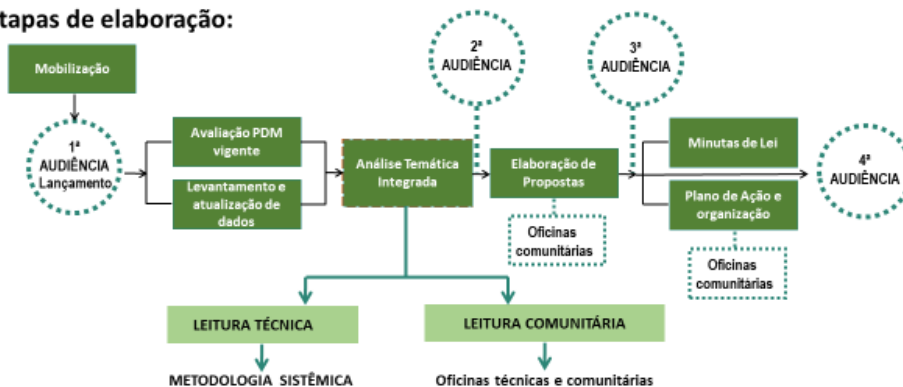 tapas de elaboração:
Mobilização
1ª
AUDIÊNCIA
Lançamento
Avaliação PDM
vigente
Levantamento e
atualização de
dados
Análise Temática
Integrada
2ª
AUDIÊNCIA
Elaboração de
Propostas
Oficinas
comunitárias
3ª
AUDIÊNCIA
Minutas de Lei
Plano de Ação e
organização
Oficinas
comunitárias
4ª
AUDIÊNCIA
LEITURA TÉCNICA
LEITURA COMUNITÁRIA
METODOLOGIA SISTÊMICA
Oficinas técnicas e comunitárias